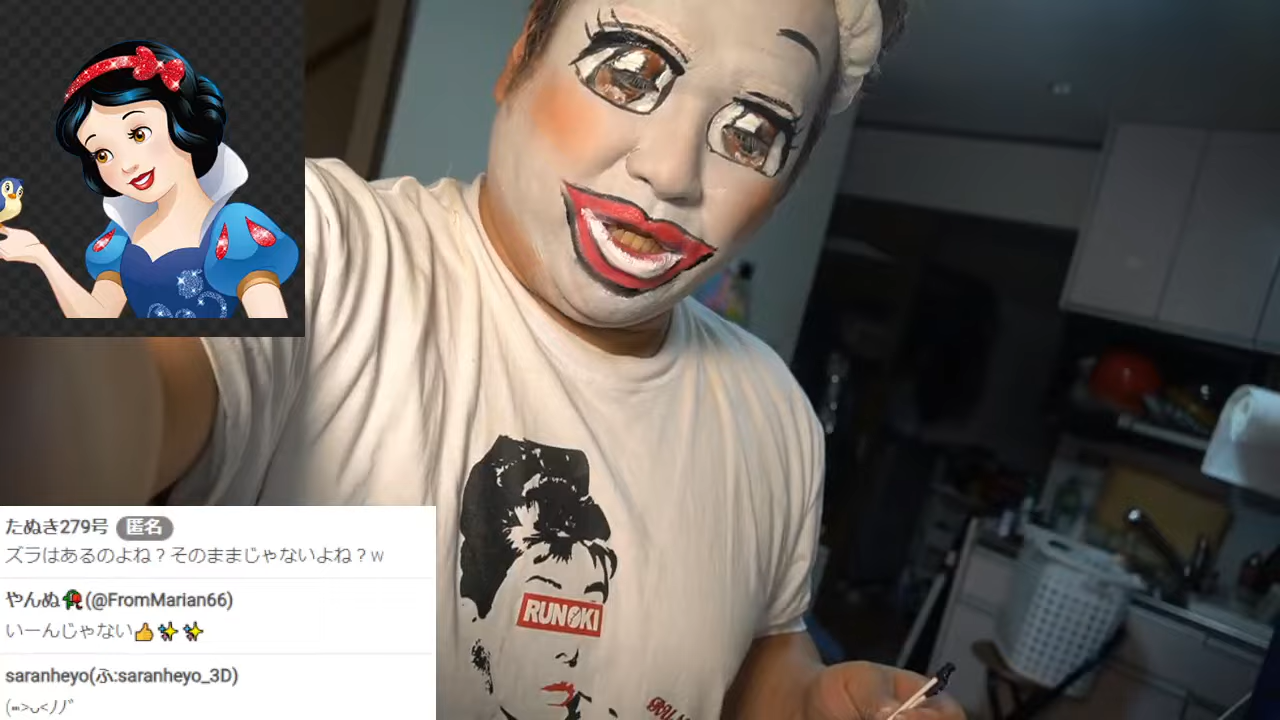 たぬき279号 匿名
ズラはあるのよね？そのままじゃないよね？w
やんぬ(@FromMarian66)
いーんじゃない👍✨✨
saranheyo(ふ:saranheyo_3D)
RUNOKI